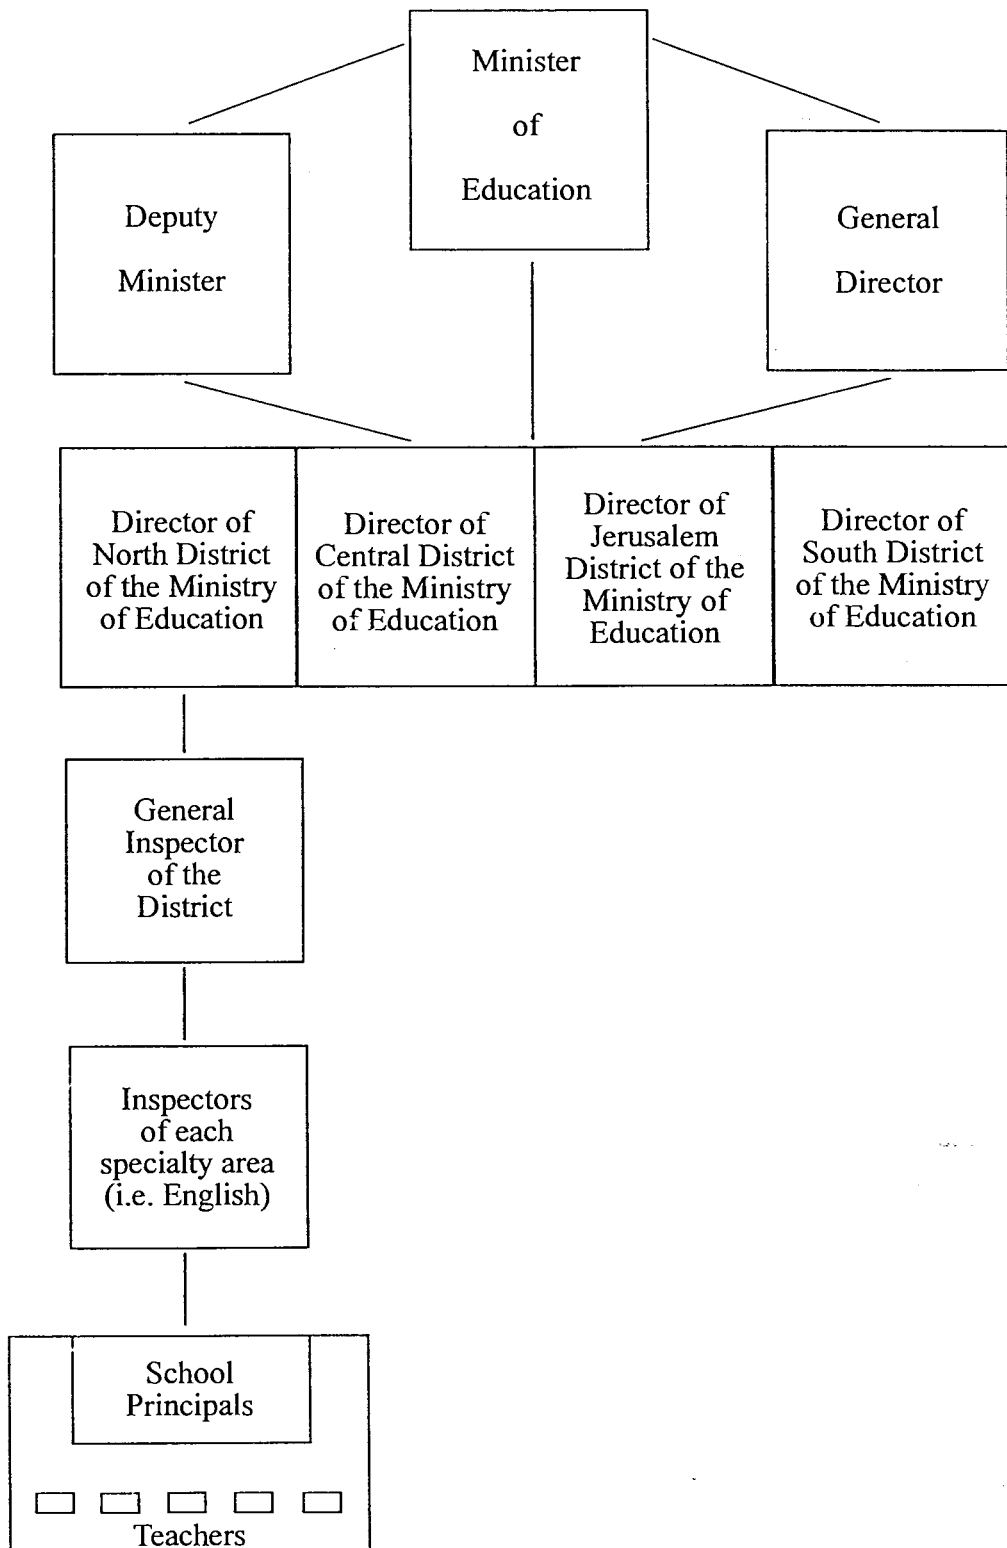 Minister
of
Education
Deputy
Minister
General
Director
Director of
North District
of the Ministry
of Education
Director of
Central District
of the Ministry
of Education
Director of
Jerusalem
District of the
Ministry of
Education
Director of
South District
of the Ministry
of Education
General
Inspector
of the
District
Inspectors
of each
specialty area
(i.e. English)
School
Principals
Teachers